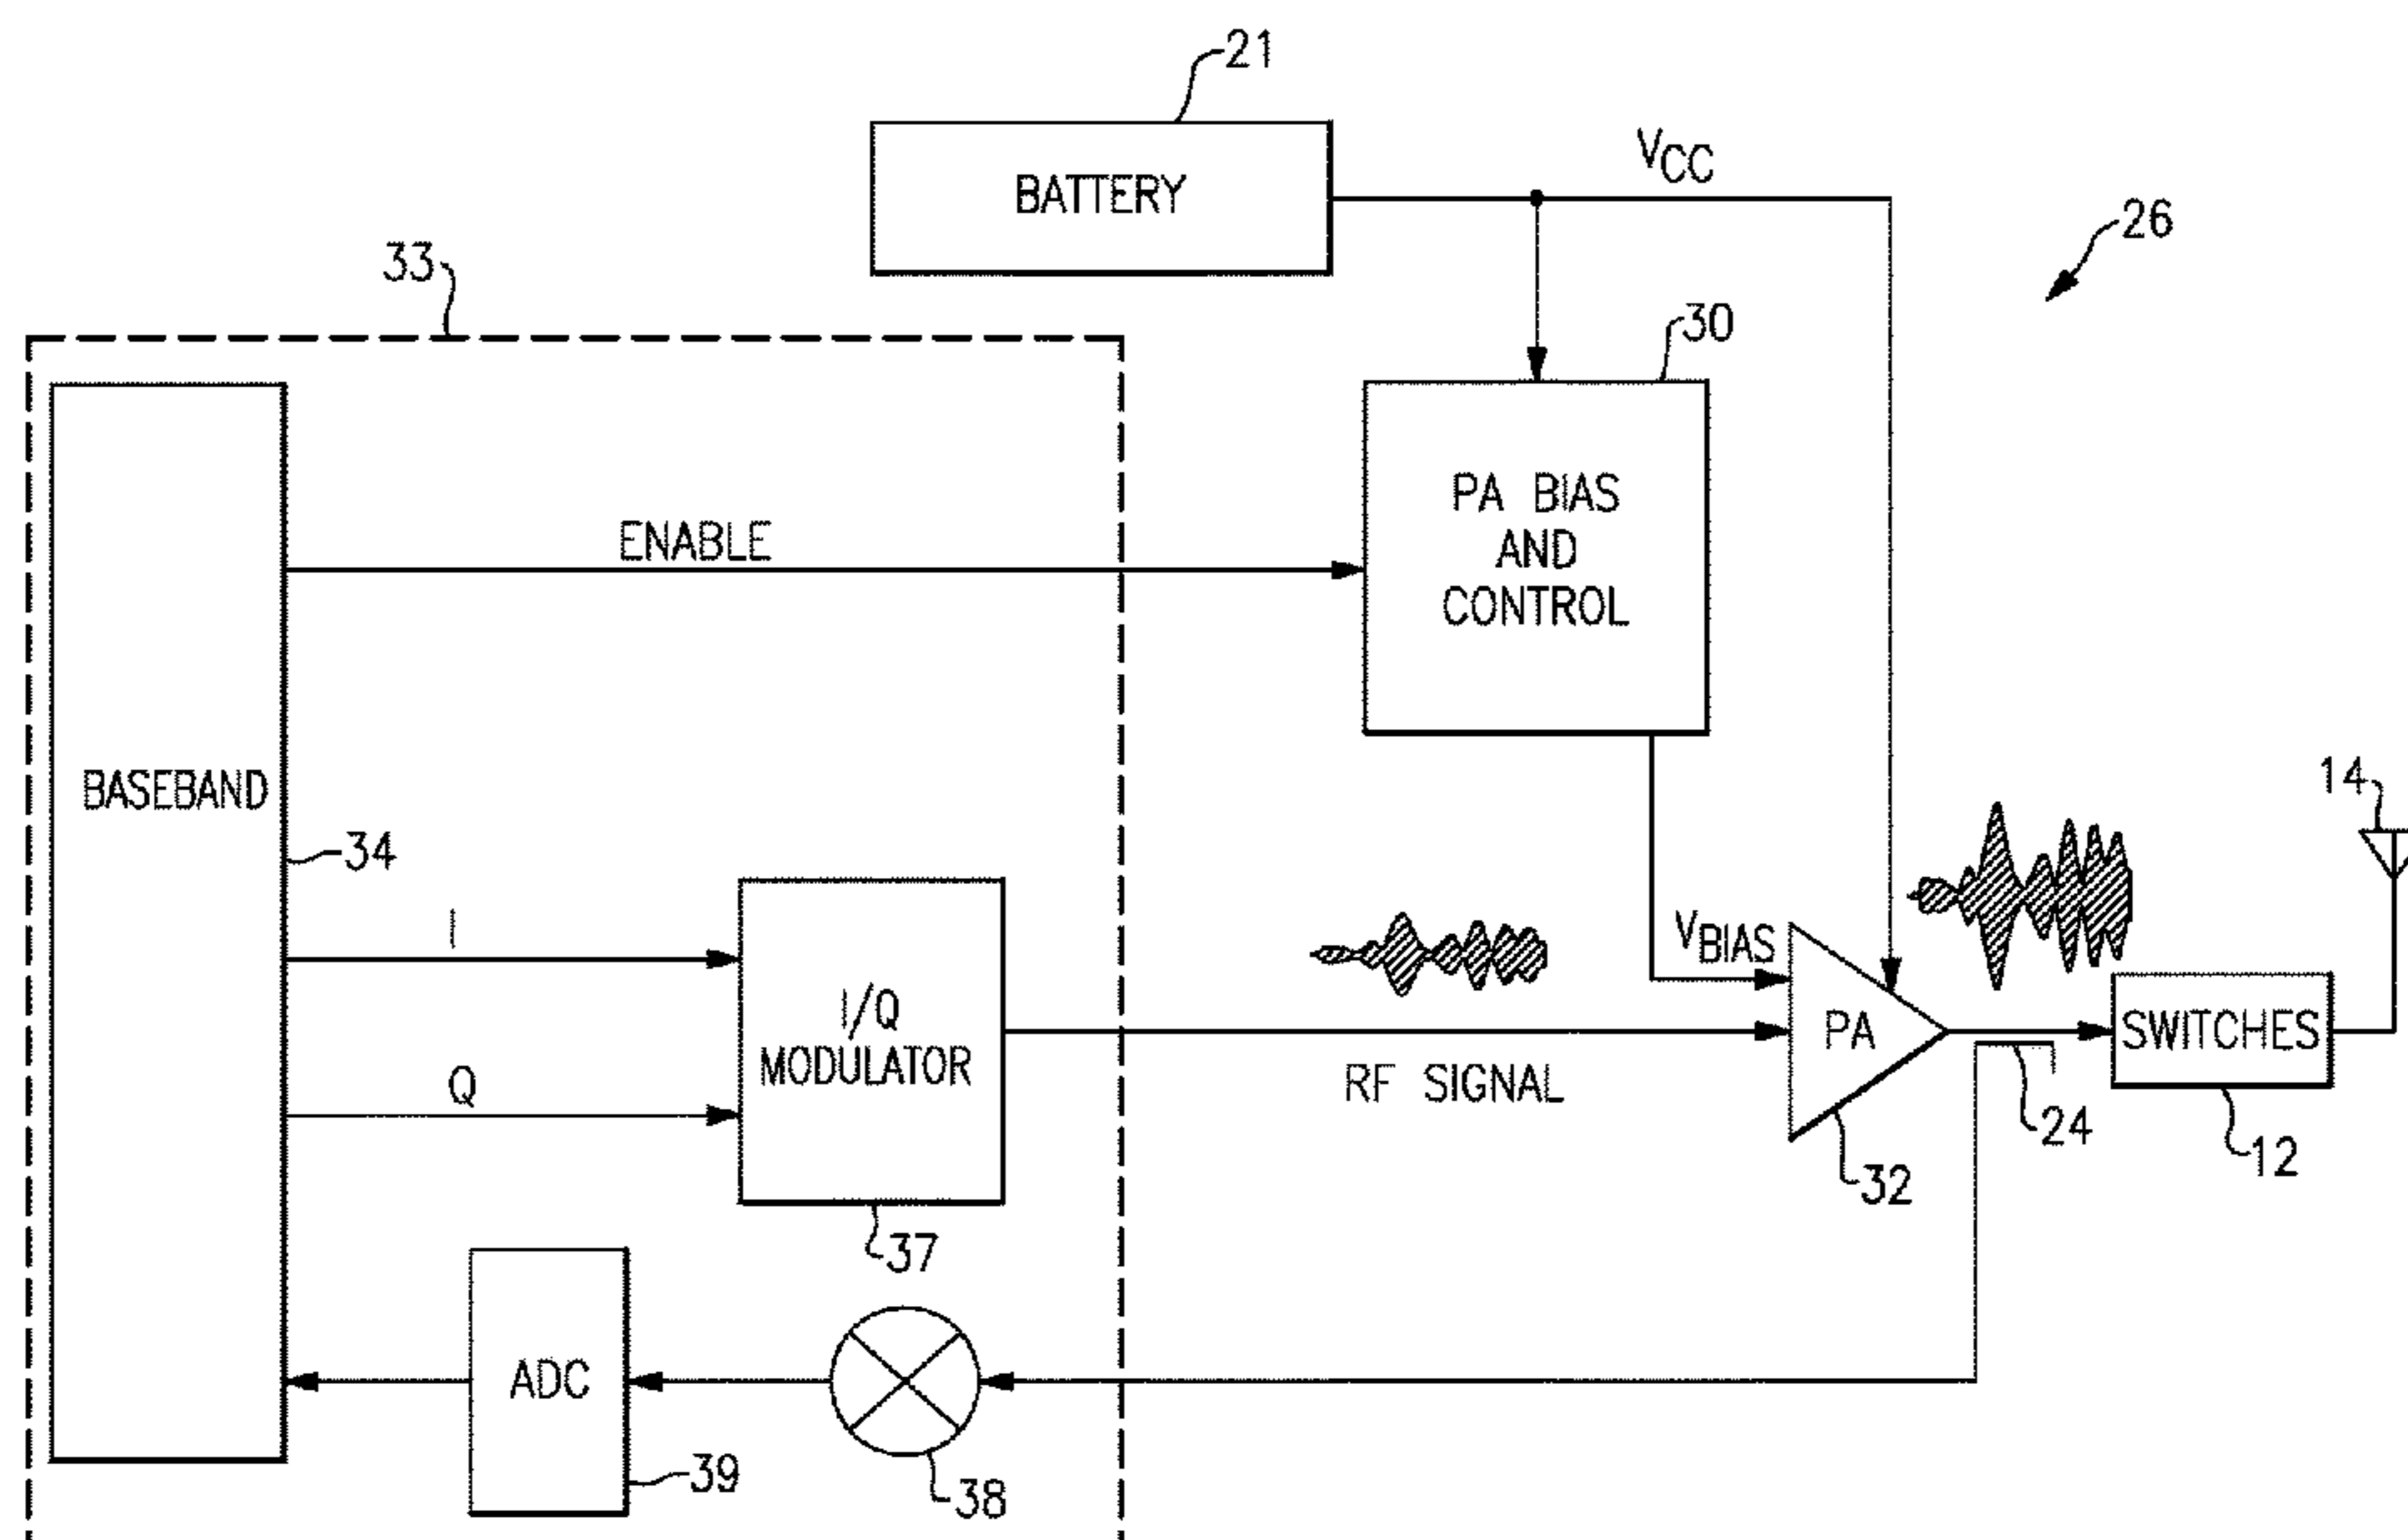 21
BATTERY
VCC
26
33
30
PA BIAS
AND
CONTROL
ENABLE
BASEBAND
34
14
I
VBIAS
I/Q
MODULATOR
PA
SWITCHES
RF SIGNAL
Q
24
12
32
37
ADC
39
38